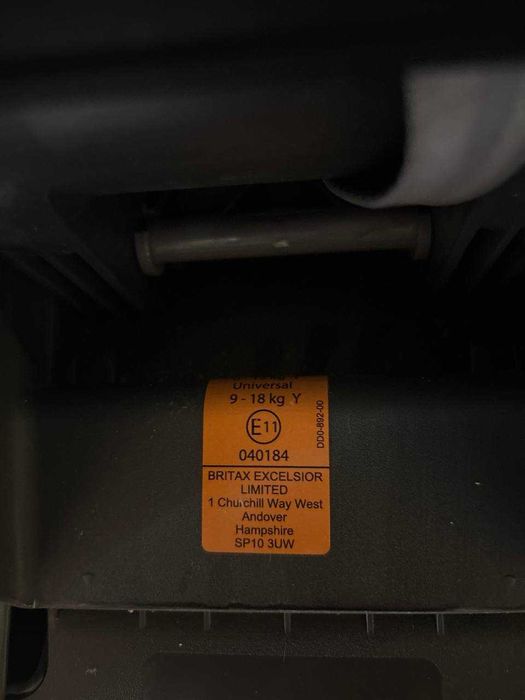 Universal
9 - 18 kg Y
E11
040184
DD0-892-00
BRITAX EXCELSIOR
LIMITED
1 Churchill Way West
Andover
Hampshire
SP10 3UW